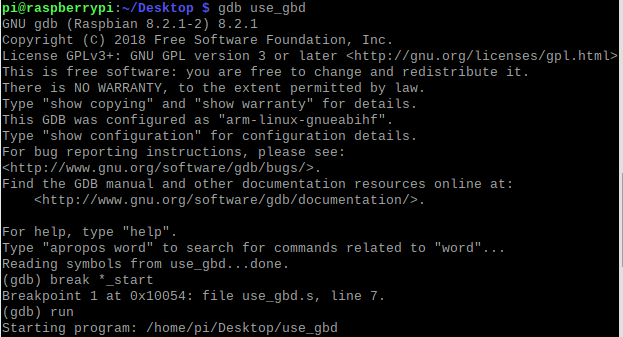 pi@raspberrypi:~/Desktop $ gdb use_gbd
GNU gdb (Raspbian 8.2.1-2) 8.2.1
Copyright (C) 2018 Free Software Foundation, Inc.
License GPLv3+: GNU GPL version 3 or later <http://gnu.org/licenses/gpl.html>
This is free software: you are free to change and redistribute it.
There is NO WARRANTY, to the extent permitted by law.
Type "show copying" and "show warranty" for details.
This GDB was configured as "arm-linux-gnueabihf".
Type "show configuration" for configuration details.
For bug reporting instructions, please see:
<http://www.gnu.org/software/gdb/bugs/>.
Find the GDB manual and other documentation resources online at:
    <http://www.gnu.org/software/gdb/documentation/>.

For help, type "help".
Type "apropos word" to search for commands related to "word"...
Reading symbols from use_gbd...done.
(gdb) break *_start
Breakpoint 1 at 0x10054: file use_gbd.s, line 7.
(gdb) run
Starting program: /home/pi/Desktop/use_gbd